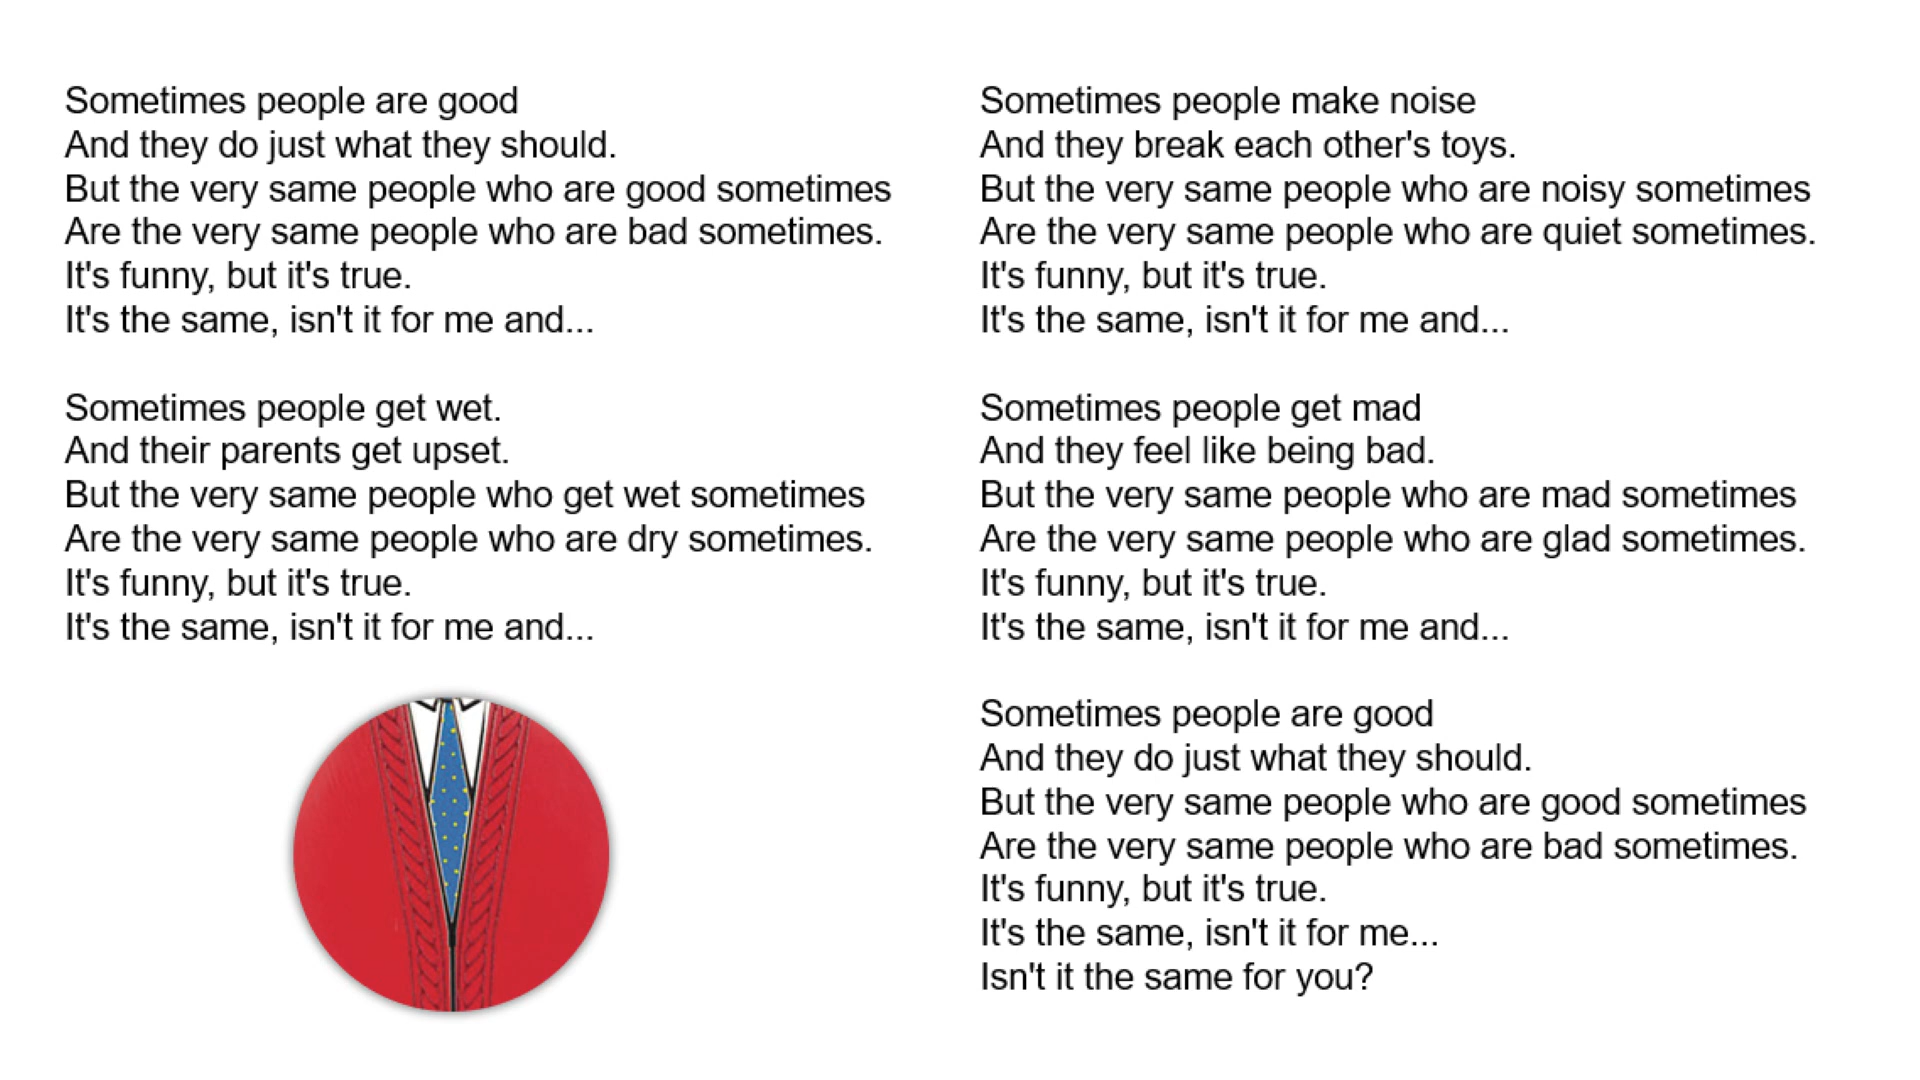 Sometimes people are good
And they do just what they should.
But the very same people who are good sometimes
Are the very same people who are bad sometimes.
It's funny, but it's true.
It's the same, isn't it for me and...

Sometimes people get wet.
And their parents get upset.
But the very same people who get wet sometimes
Are the very same people who are dry sometimes.
It's funny, but it's true.
It's the same, isn't it for me and...

Sometimes people make noise
And they break each other's toys.
But the very same people who are noisy sometimes
Are the very same people who are quiet sometimes.
It's funny, but it's true.
It's the same, isn't it for me and...

Sometimes people get mad
And they feel like being bad.
But the very same people who are mad sometimes
Are the very same people who are glad sometimes.
It's funny, but it's true.
It's the same, isn't it for me and...

Sometimes people are good
And they do just what they should.
But the very same people who are good sometimes
Are the very same people who are bad sometimes.
It's funny, but it's true.
It's the same, isn't it for me...
Isn't it the same for you?